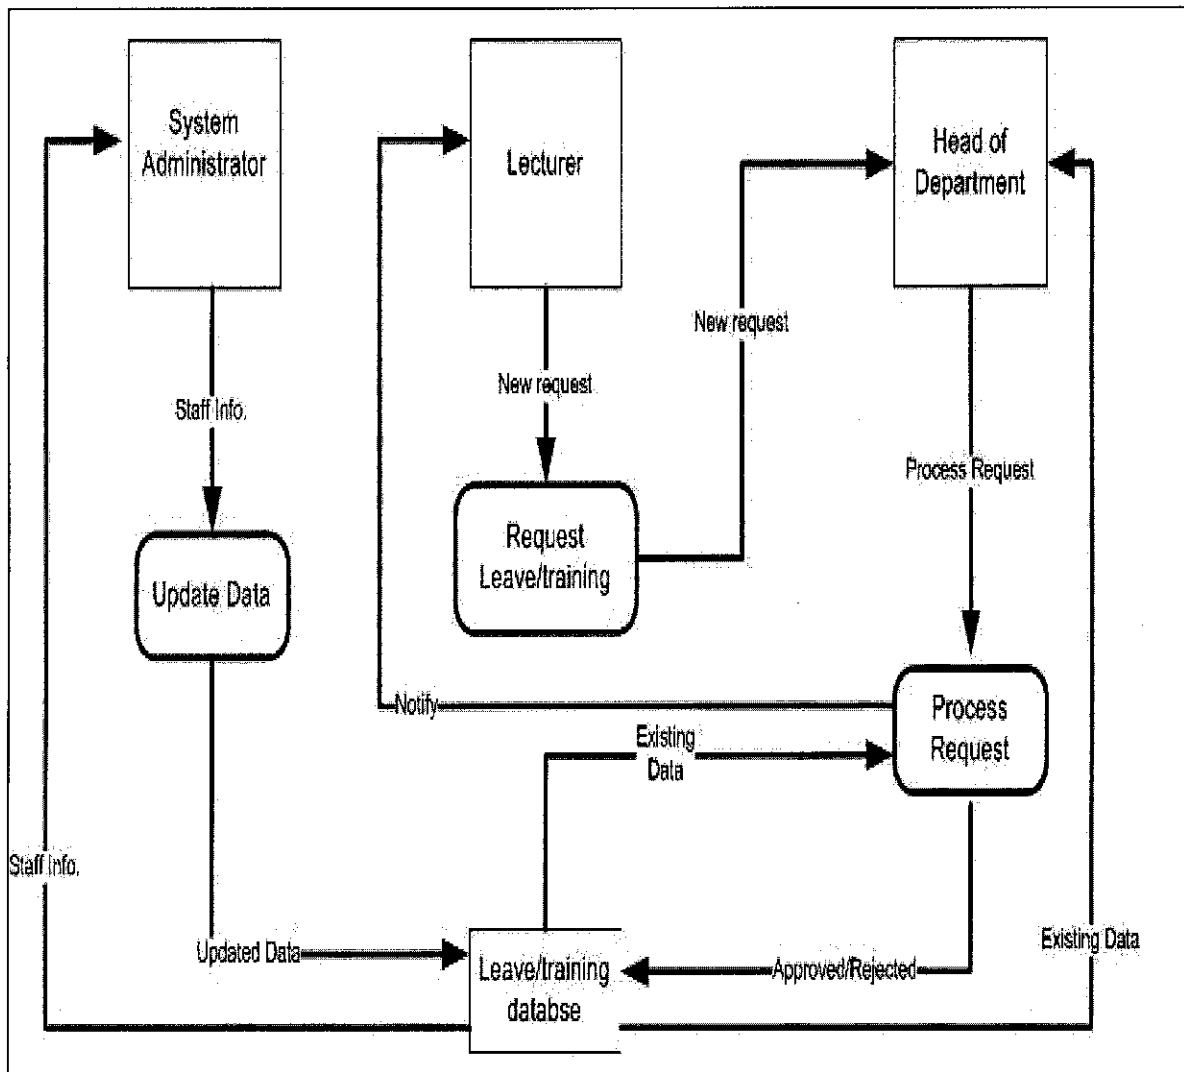 System
Administrator
Lecturer
Head of
Department
New request
New request
Staff Info.
Process Request
Request
Leave/training
Update Data
Notify
Process
Request
Existing
Data
Staff Info.
Updated Data
Leave/training
databse
Approved/Rejected
Existing Data